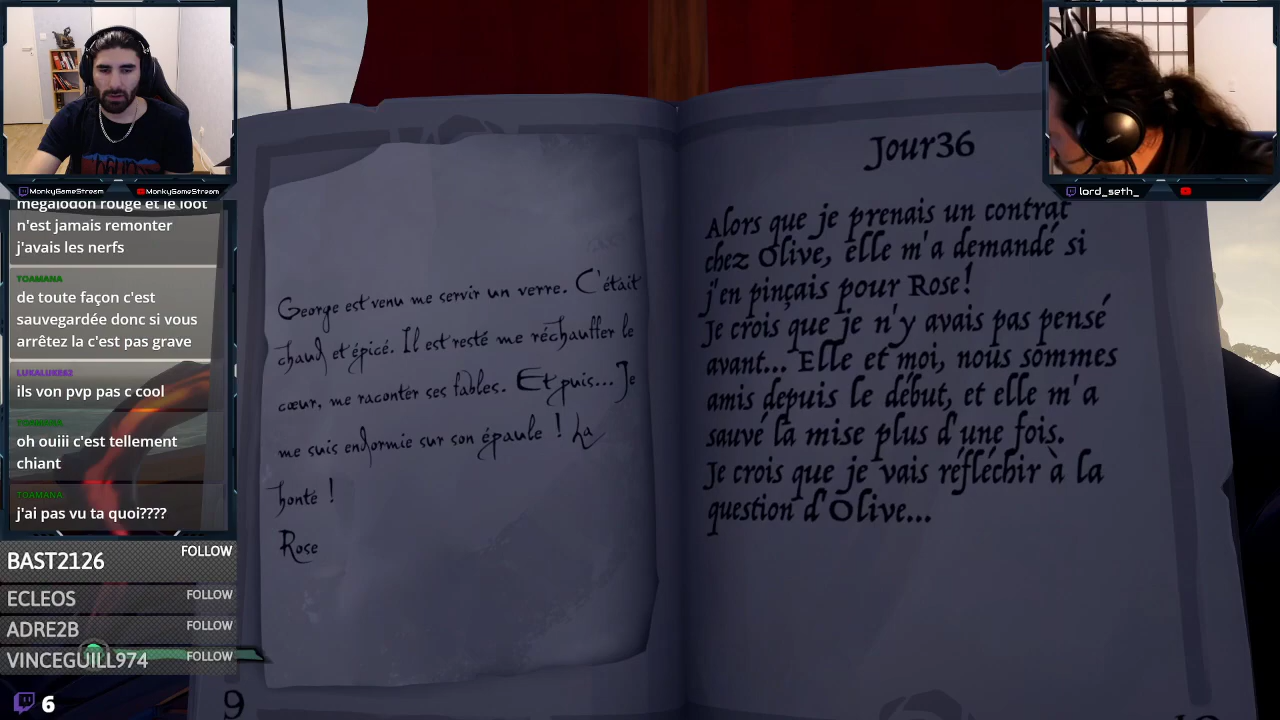 MonkyGameStream MonkyGameStream
megalodon rouge et le loot
n'est jamais remonter
j'avais les nerfs
TOAMANA
de toute façon c'est
sauvegardée donc si vous
arrêtez la c'est pas grave
LUKALUK262
ils von pvp pas c cool
TOAMANA
oh ouiii c'est tellement
chiant
TOAMANA
j'ai pas vu ta quoi????
BAST2126 FOLLOW
ECLEOS FOLLOW
ADRE2B FOLLOW
VINCEGUILL974 FOLLOW
6
George est venu me servir un verre. C'était
chaud et épicé. Il est resté me réchauffer le
cœur, me raconter ses fables. Et puis... Je
me suis endormie sur son épaule ! La
honte !
Rose
9
Jour36
Alors que je prenais un contrat
chez Olive, elle m'a demandé si
j'en pinçais pour Rose!
Je crois que je n'y avais pas pensé
avant... Elle et moi, nous sommes
amis depuis le début, et elle m'a
sauvé la mise plus d'une fois.
Je crois que je vais réfléchir à la
question d'Olive...
lord_seth_